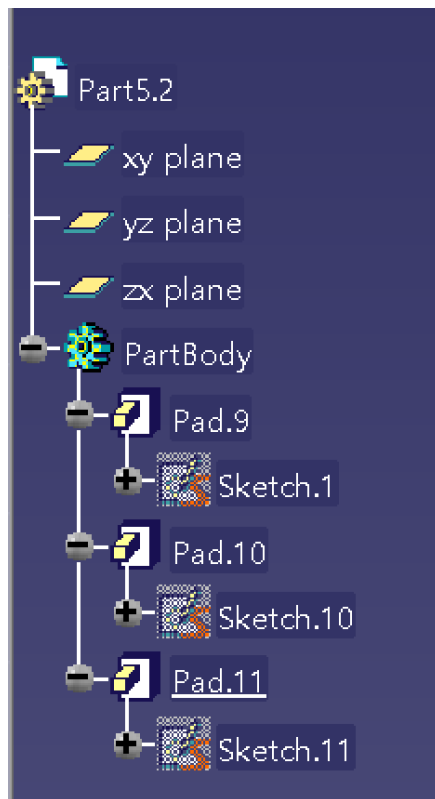 Part5.2
xy plane
yz plane
zx plane
PartBody
Pad.9
Sketch.1
Pad.10
Sketch.10
Pad.11
Sketch.11